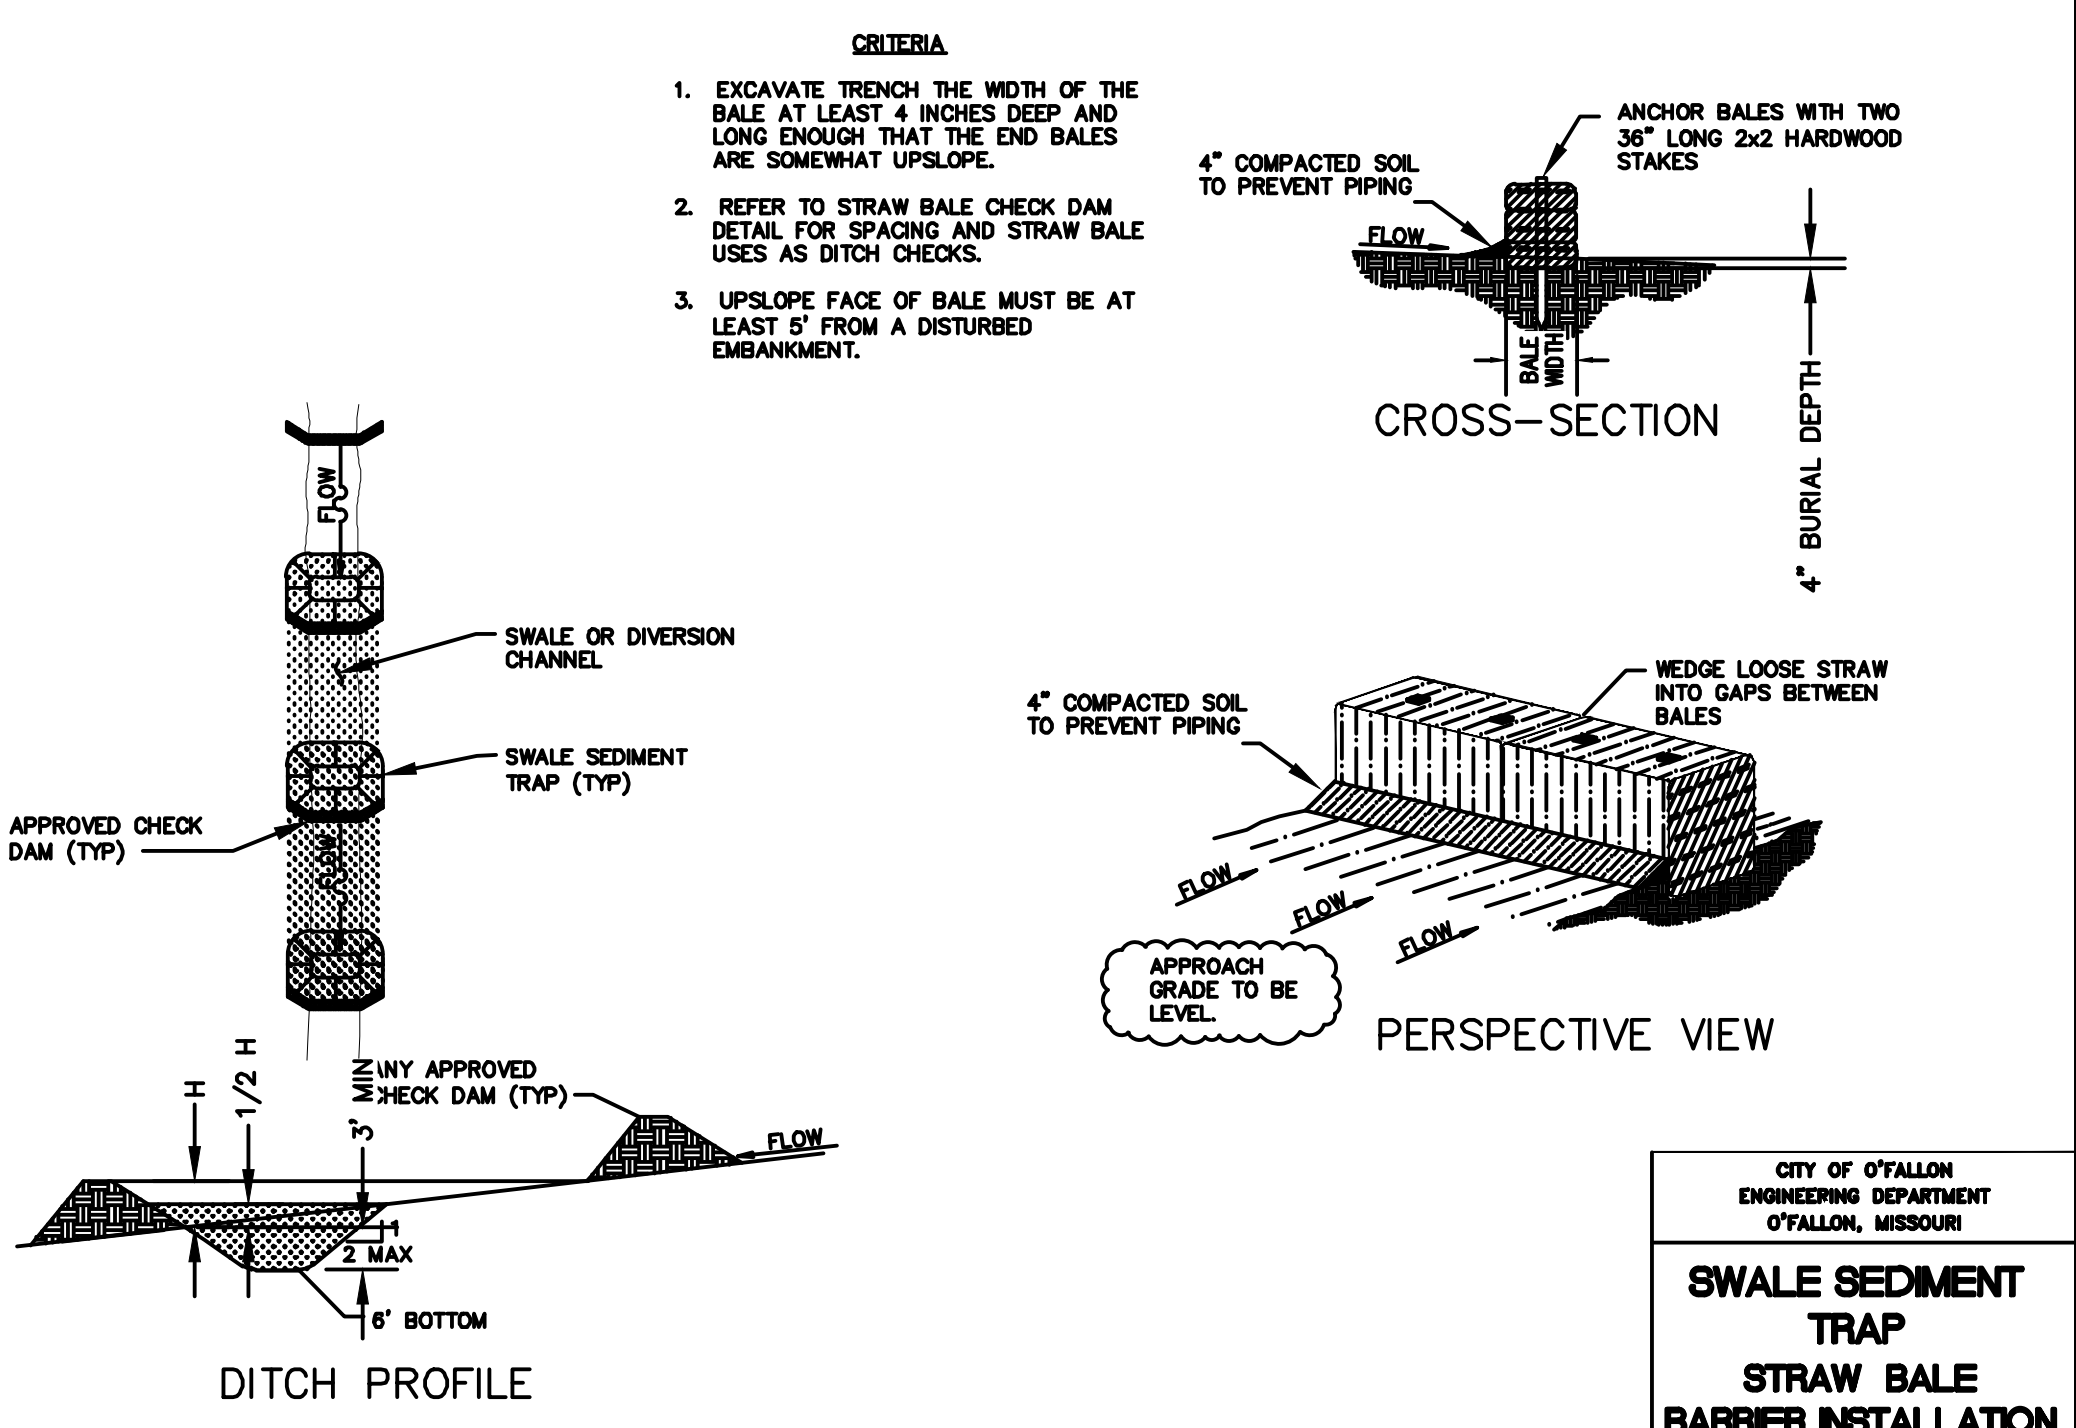 CRITERIA
1. EXCAVATE TRENCH THE WIDTH OF THE
BALE AT LEAST 4 INCHES DEEP AND
LONG ENOUGH THAT THE END BALES
ARE SOMEWHAT UPSLOPE.
2. REFER TO STRAW BALE CHECK DAM
DETAIL FOR SPACING AND STRAW BALE
USES AS DITCH CHECKS.
3. UPSLOPE FACE OF BALE MUST BE AT
LEAST 5' FROM A DISTURBED
EMBANKMENT.
ANCHOR BALES WITH TWO
36" LONG 2x2 HARDWOOD
STAKES
4" COMPACTED SOIL
TO PREVENT PIPING
FLOW
BALE
WIDTH
4" BURIAL DEPTH
CROSS-SECTION
FLOW
SWALE OR DIVERSION
CHANNEL
SWALE SEDIMENT
TRAP (TYP)
APPROVED CHECK
DAM (TYP)
FLOW
WEDGE LOOSE STRAW
INTO GAPS BETWEEN
BALES
4" COMPACTED SOIL
TO PREVENT PIPING
FLOW
FLOW
FLOW
APPROACH
GRADE TO BE
LEVEL.
PERSPECTIVE VIEW
H
1/2 H
3' MIN
ANY APPROVED
CHECK DAM (TYP)
FLOW
1
2 MAX
6' BOTTOM
DITCH PROFILE
CITY OF O'FALLON
ENGINEERING DEPARTMENT
O'FALLON, MISSOURI
SWALE SEDIMENT
TRAP
STRAW BALE
BARRIER INSTALLATION